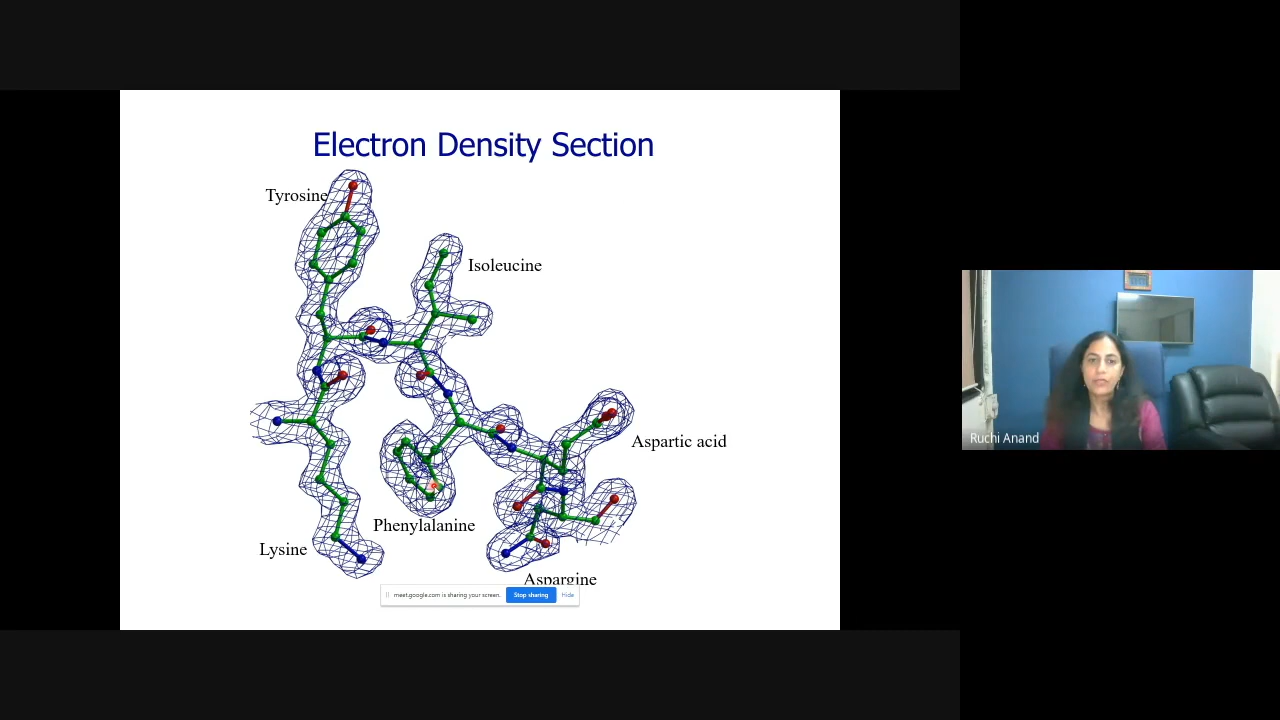 Electron Density Section
Tyrosine
Isoleucine
Aspartic acid
Phenylalanine
Lysine
Aspargine
meet.google.com is sharing your screen.
Stop sharing
Hide
Ruchi Anand